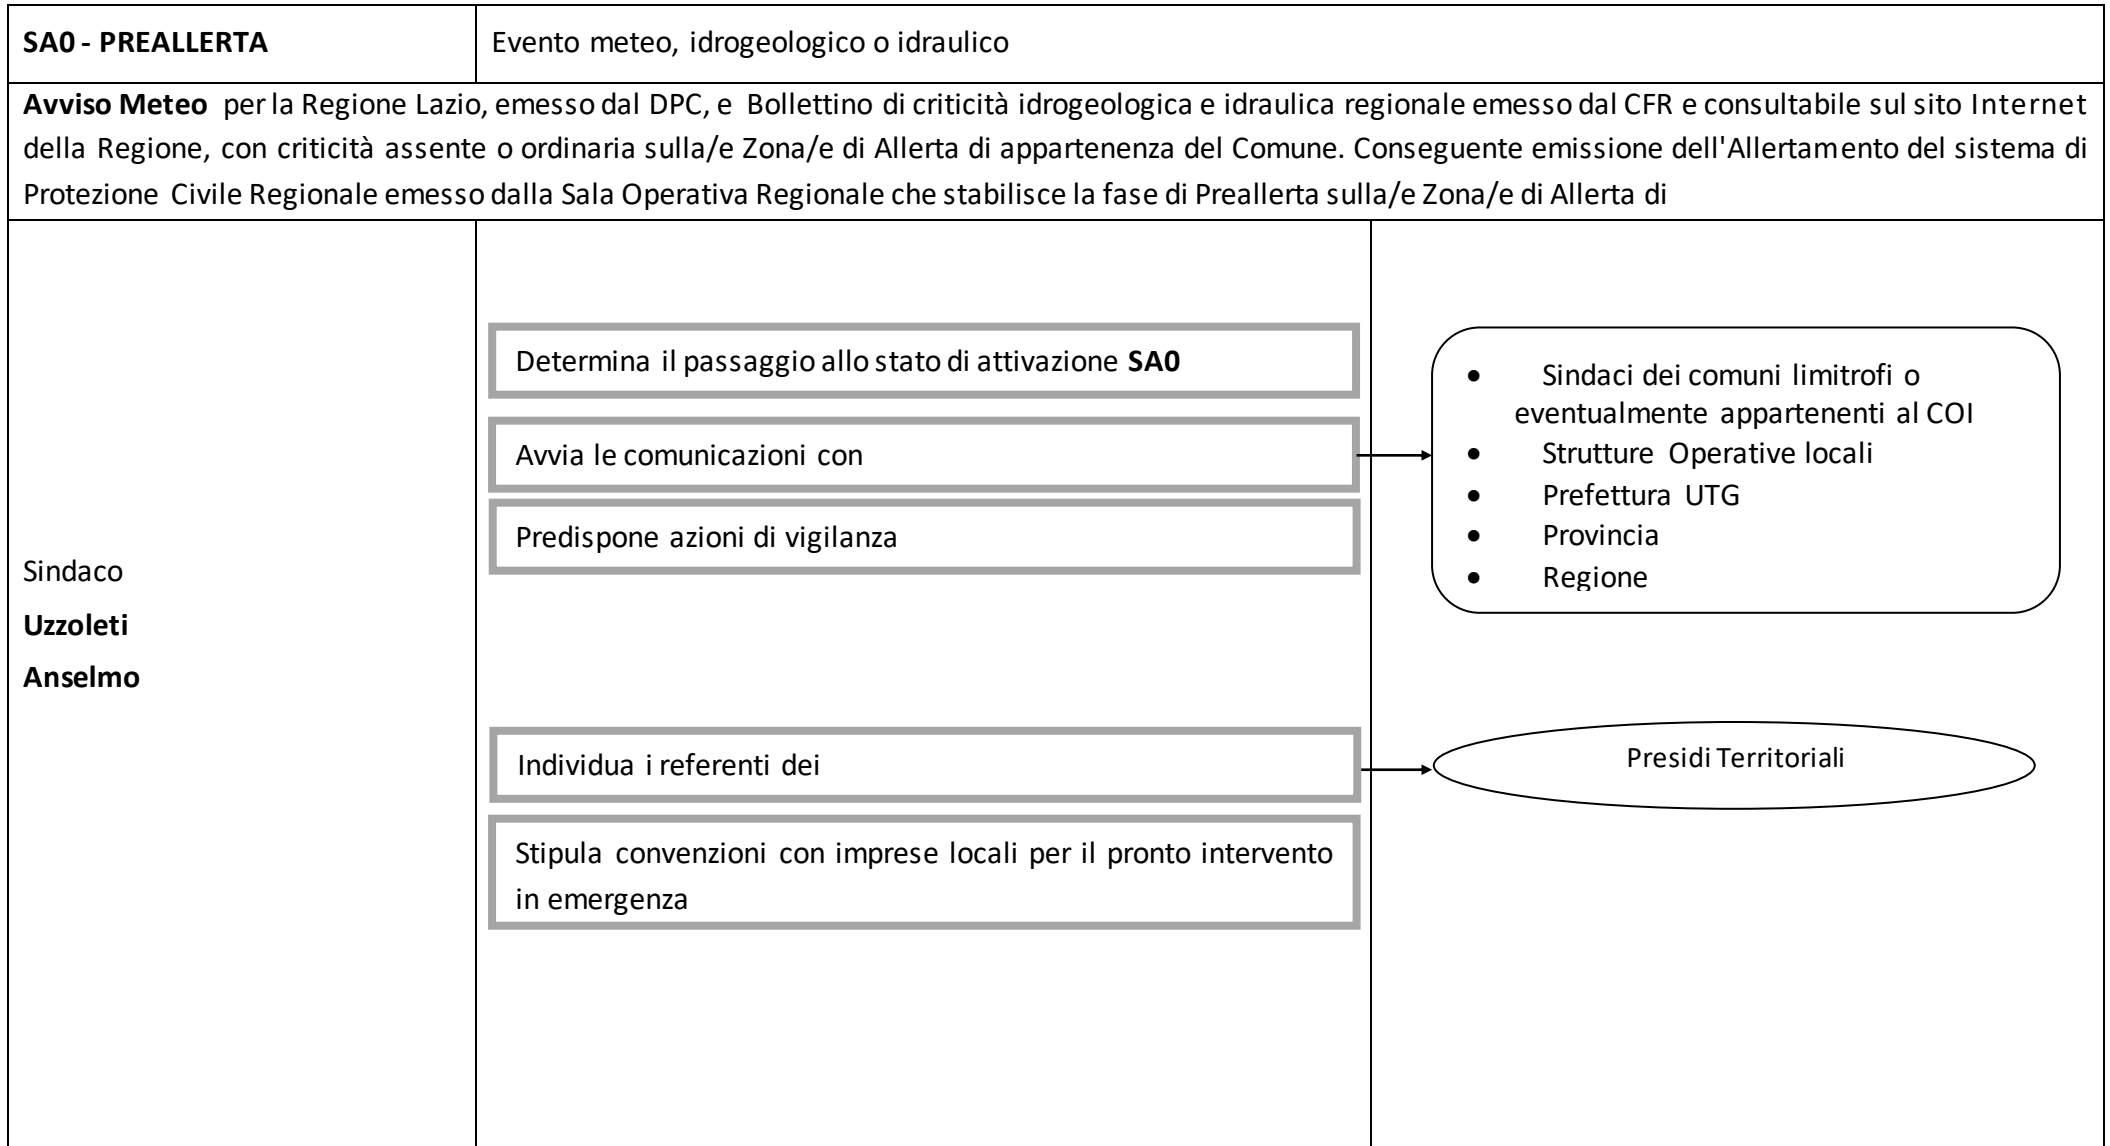 SA0 - PREALLERTA
Evento meteo, idrogeologico o idraulico
Avviso Meteo per la Regione Lazio, emesso dal DPC, e Bollettino di criticità idrogeologica e idraulica regionale emesso dal CFR e consultabile sul sito Internet
della Regione, con criticità assente o ordinaria sulla/e Zona/e di Allerta di appartenenza del Comune. Conseguente emissione dell'Allertamento del sistema di
Protezione Civile Regionale emesso dalla Sala Operativa Regionale che stabilisce la fase di Preallerta sulla/e Zona/e di Allerta di
Sindaco
Uzzoleti
Anselmo
Determina il passaggio allo stato di attivazione SA0
Avvia le comunicazioni con
Predispone azioni di vigilanza
• Sindaci dei comuni limitrofi o
eventualmente appartenenti al COI
• Strutture Operative locali
• Prefettura UTG
• Provincia
• Regione
Individua i referenti dei
Presidi Territoriali
Stipula convenzioni con imprese locali per il pronto intervento
in emergenza